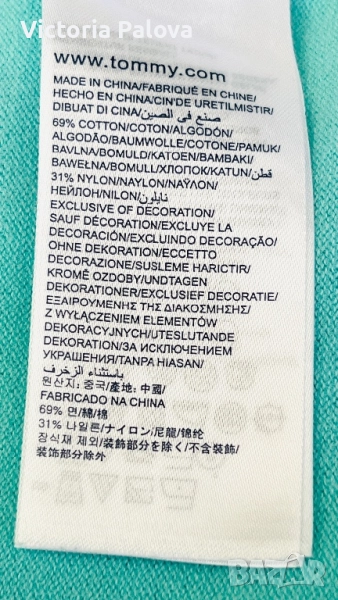 Victoria Palova
www.tommy.com
MADE IN CHINA/FABRIQUÉ EN CHINE/
HECHO EN CHINA/CIN'DE URETILMISTIR/
DIBUAT DI CINA/ صنع في الصين/
69% COTTON/COTON/ALGODÓN/
ALGODÃO/BAUMWOLLE/COTONE/PAMUK/
BAVLNA/BOMULD/KATOEN/BAMBAKI/
BAWEŁNA/BOMULL/ХЛОПОК/KATUN/ قطن/
31% NYLON/NAYLON/ΝΑΫΛΟΝ/
НЕЙЛОН/NILON/ نايلون/
EXCLUSIVE OF DECORATION/
SAUF DÉCORATION/EXCLUYE LA
DECORACIÓN/EXCLUINDO DECORAÇÃO/
OHNE DEKORATION/ECCETTO
DECORAZIONE/SUSLEME HARICTIR/
KROMĚ OZDOBY/UNDTAGEN
DEKORATIONER/EXCLUSIEF DECORATIE/
ΕΞΑΙΡΟΥΜΕΝΗΣ ΤΗΣ ΔΙΑΚΟΣΜΗΣΗΣ/
Z WYŁĄCZENIEM ELEMENTÓW
DEKORACYJNYCH/UTESLUTANDE
DEKORATION/ЗА ИСКЛЮЧЕНИЕМ
УКРАШЕНИЯ/TANPA HIASAN/
باستثناء الزخرف/
원산지: 중국/產地: 中國/
FABRICADO NA CHINA
69% 면/綿/棉
31% 나일론/ナイロン/尼龍/锦纶
장식재 제외/装飾部分を除く/不含裝飾/
装饰部分除外
BAZAR